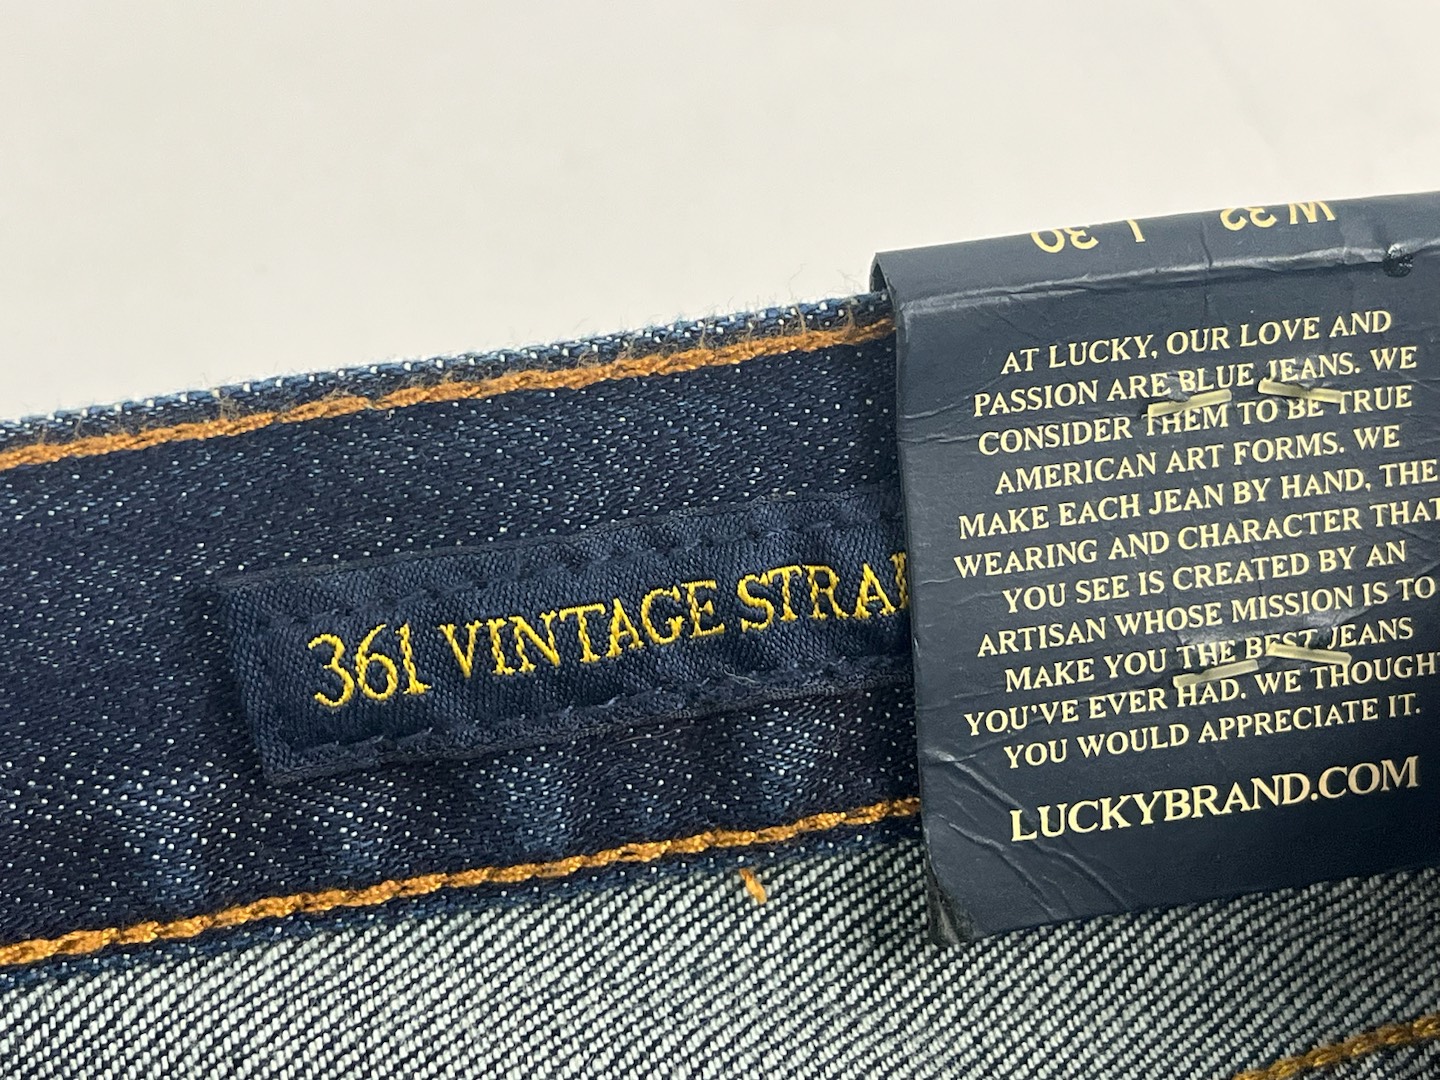 W 32 L 30
361 VINTAGE STRAI
AT LUCKY, OUR LOVE AND
PASSION ARE BLUE JEANS. WE
CONSIDER THEM TO BE TRUE
AMERICAN ART FORMS. WE
MAKE EACH JEAN BY HAND, THE
WEARING AND CHARACTER THAT
YOU SEE IS CREATED BY AN
ARTISAN WHOSE MISSION IS TO
MAKE YOU THE BEST JEANS
YOU'VE EVER HAD. WE THOUGHT
YOU WOULD APPRECIATE IT.
LUCKYBRAND.COM